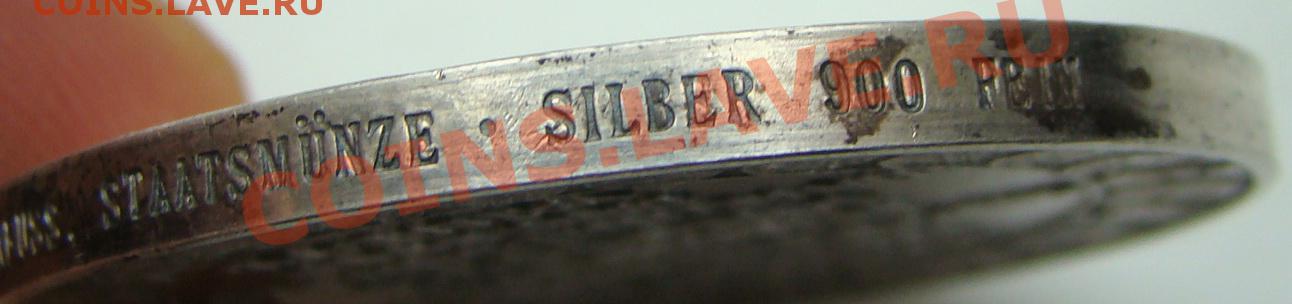 COINS.LAVE.RU
STAATSMÜNZE . SILBER 900 FEIN
COINS.LAVE.RU